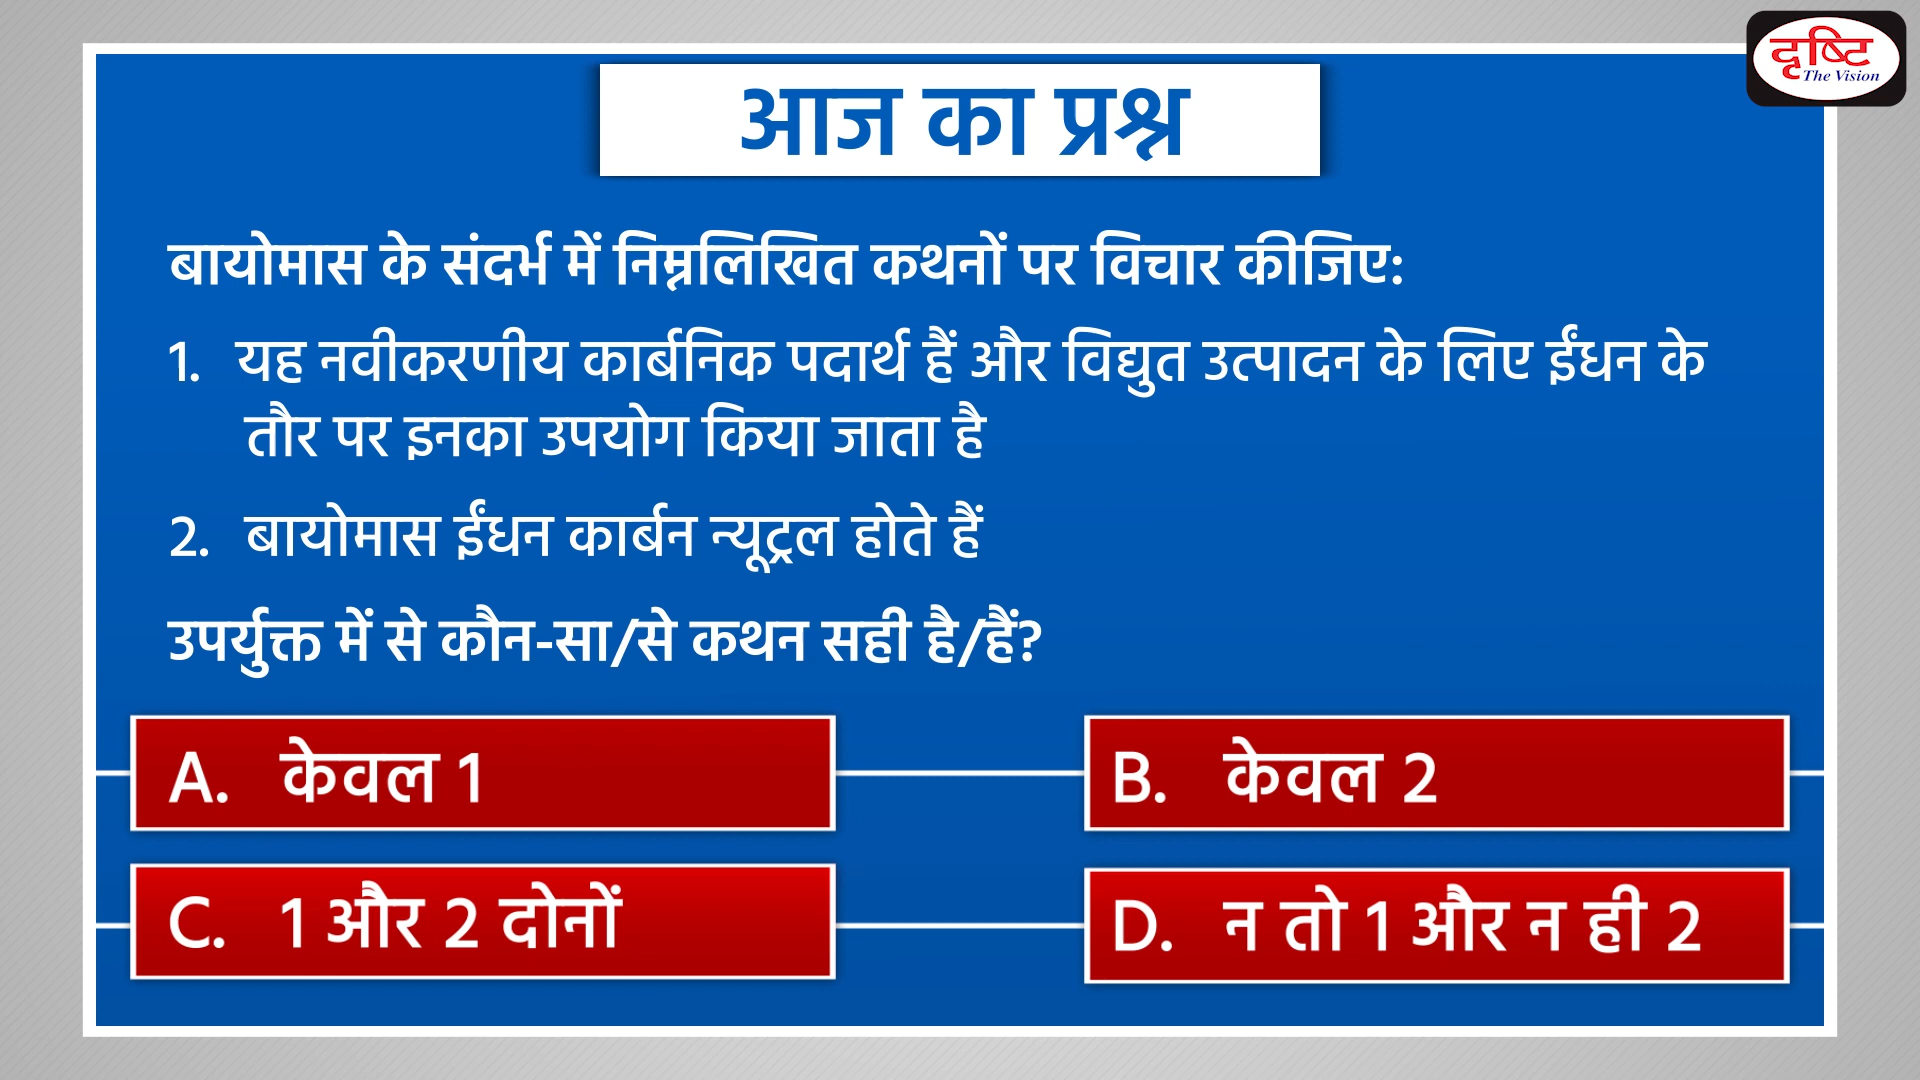 दृष्टि
The Vision
आज का प्रश्न
बायोमास के संदर्भ में निम्नलिखित कथनों पर विचार कीजिए:
1. यह नवीकरणीय कार्बनिक पदार्थ हैं और विद्युत उत्पादन के लिए ईंधन के
तौर पर इनका उपयोग किया जाता है
2. बायोमास ईंधन कार्बन न्यूट्रल होते हैं
उपर्युक्त में से कौन-सा/से कथन सही है/हैं?
A. केवल 1
B. केवल 2
C. 1 और 2 दोनों
D. न तो 1 और न ही 2